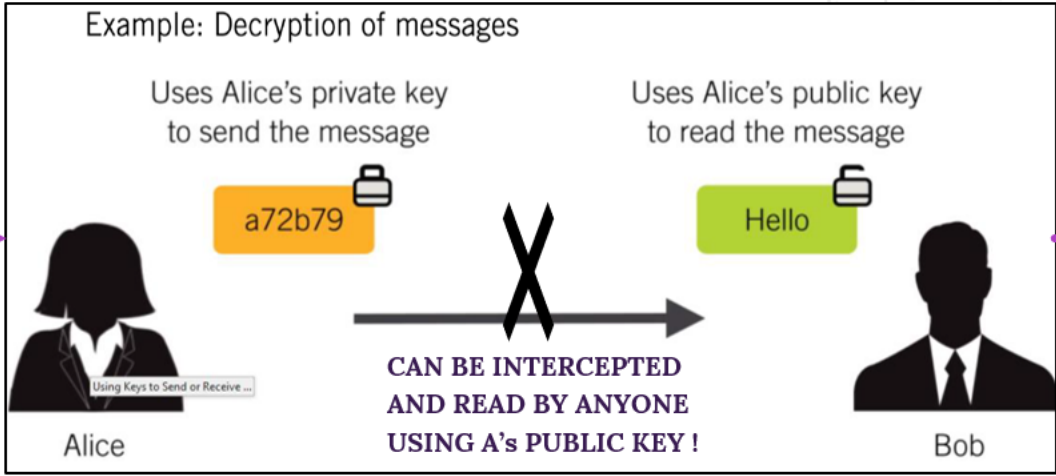 Example: Decryption of messages
Uses Alice's private key
to send the message
Uses Alice's public key
to read the message
a72b79
Hello
X
CAN BE INTERCEPTED
AND READ BY ANYONE
USING A's PUBLIC KEY !
Using Keys to Send or Receive ...
Alice
Bob